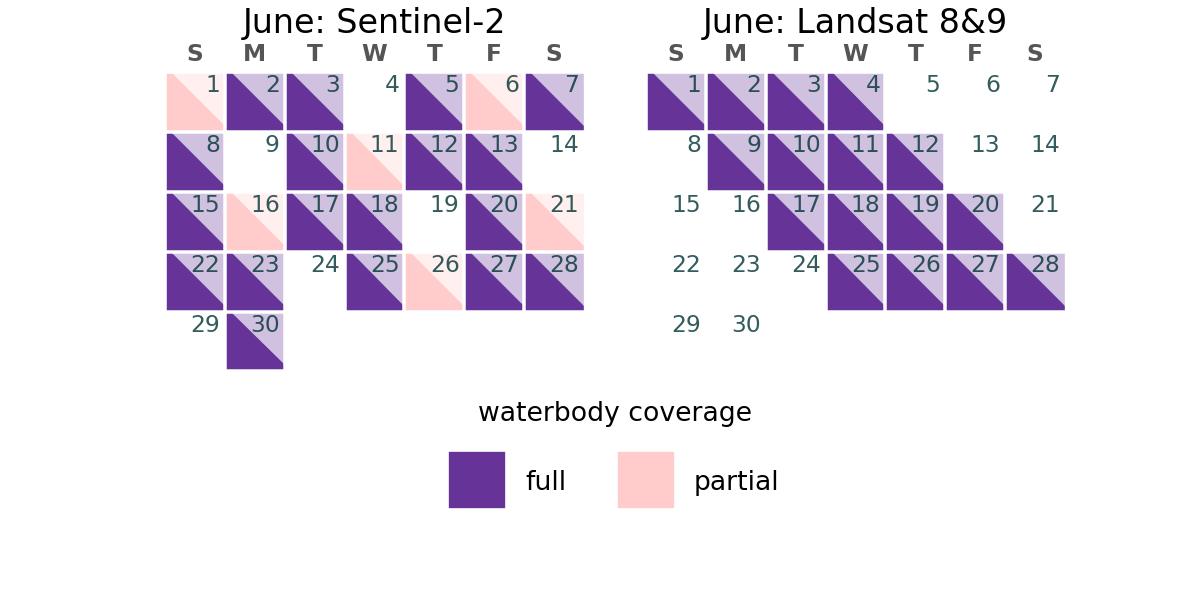 June: Sentinel-2
S M T W T F S
1 2 3 4 5 6 7
8 9 10 11 12 13 14
15 16 17 18 19 20 21
22 23 24 25 26 27 28
29 30
June: Landsat 8&9
S M T W T F S
1 2 3 4 5 6 7
8 9 10 11 12 13 14
15 16 17 18 19 20 21
22 23 24 25 26 27 28
29 30
waterbody coverage
full partial